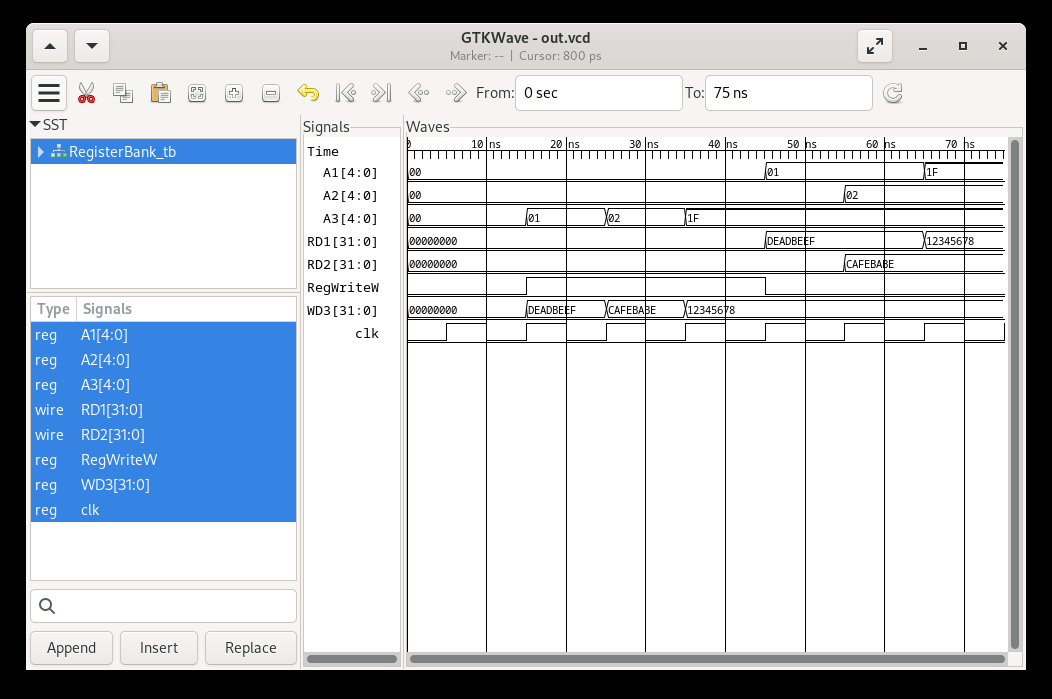 GTKWave - out.vcd
Marker: -- | Cursor: 800 ps
From: 0 sec To: 75 ns
SST
RegisterBank_tb
Type Signals
reg A1[4:0]
reg A2[4:0]
reg A3[4:0]
wire RD1[31:0]
wire RD2[31:0]
reg RegWriteW
reg WD3[31:0]
reg clk
Append Insert Replace
Signals
Time
A1[4:0]
A2[4:0]
A3[4:0]
RD1[31:0]
RD2[31:0]
RegWriteW
WD3[31:0]
clk
Waves
0 10 ns 20 ns 30 ns 40 ns 50 ns 60 ns 70 ns
00 01 1F
00 02
00 01 02 1F
00000000 DEADBEEF 12345678
00000000 CAFEBABE
00000000 DEADBEEF CAFEBABE 12345678